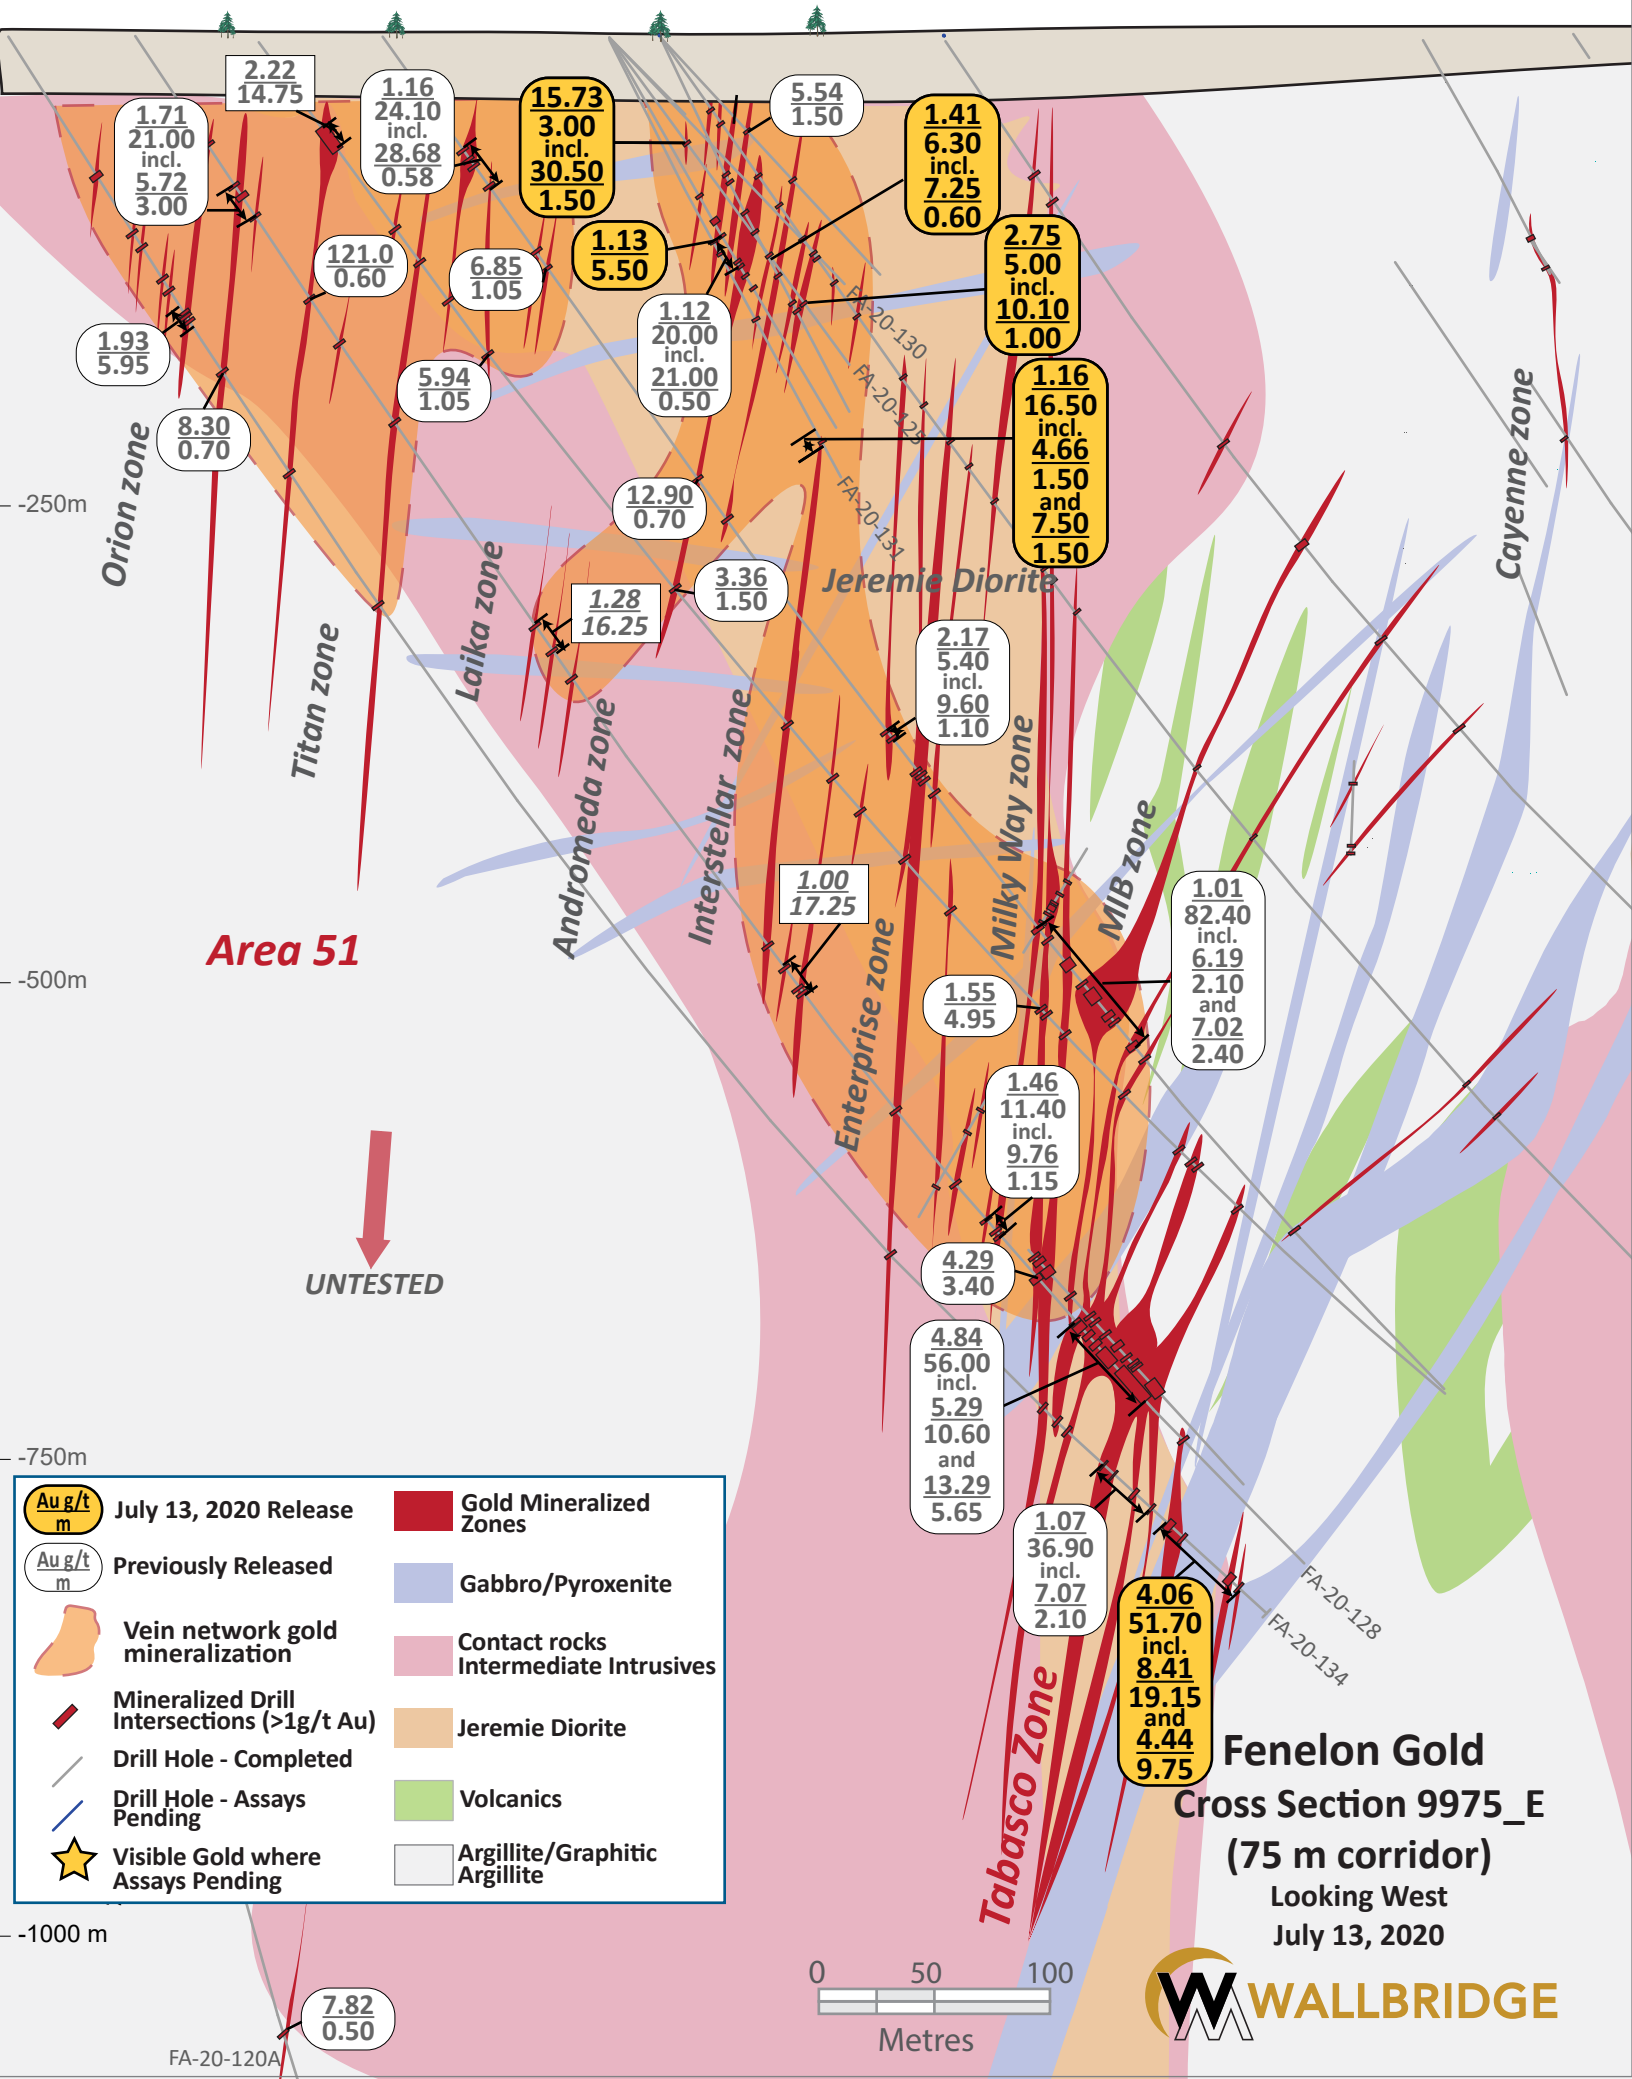 2.22
14.75
1.71
21.00
incl.
5.72
3.00
1.16
24.10
incl.
28.68
0.58
15.73
3.00
incl.
30.50
1.50
5.54
1.50
1.41
6.30
incl.
7.25
0.60
1.13
5.50
2.75
5.00
incl.
10.10
1.00
121.0
0.60
6.85
1.05
1.12
20.00
incl.
21.00
0.50
1.93
5.95
5.94
1.05
8.30
0.70
1.16
16.50
incl.
4.66
1.50
and
7.50
1.50
FA-20-130
FA-20-125
FA-20-131
12.90
0.70
3.36
1.50
1.28
16.25
Jeremie Diorite
2.17
5.40
incl.
9.60
1.10
-250m
Orion zone
Titan zone
Laika zone
Andromeda zone
Interstellar zone
Enterprise zone
Milky Way zone
MIB zone
Cayenne zone
1.00
17.25
1.01
82.40
incl.
6.19
2.10
and
7.02
2.40
Area 51
-500m
1.55
4.95
1.46
11.40
incl.
9.76
1.15
UNTESTED
4.29
3.40
4.84
56.00
incl.
5.29
10.60
and
13.29
5.65
-750m
1.07
36.90
incl.
7.07
2.10
4.06
51.70
incl.
8.41
19.15
and
4.44
9.75
FA-20-128
FA-20-134
Tabasco Zone
Au g/t
m
July 13, 2020 Release
Au g/t
m
Previously Released
Vein network gold
mineralization
Mineralized Drill
Intersections (>1g/t Au)
Drill Hole - Completed
Drill Hole - Assays
Pending
Visible Gold where
Assays Pending
Gold Mineralized
Zones
Gabbro/Pyroxenite
Contact rocks
Intermediate Intrusives
Jeremie Diorite
Volcanics
Argillite/Graphitic
Argillite
-1000 m
7.82
0.50
FA-20-120A
0 50 100
Metres
Fenelon Gold
Cross Section 9975_E
(75 m corridor)
Looking West
July 13, 2020
WALLBRIDGE